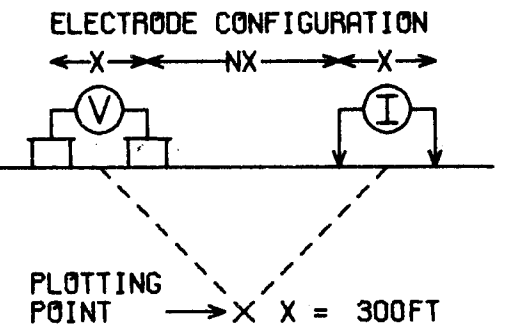 ELECTRODE CONFIGURATION
X NX X
V I
PLOTTING
POINT X X = 300FT